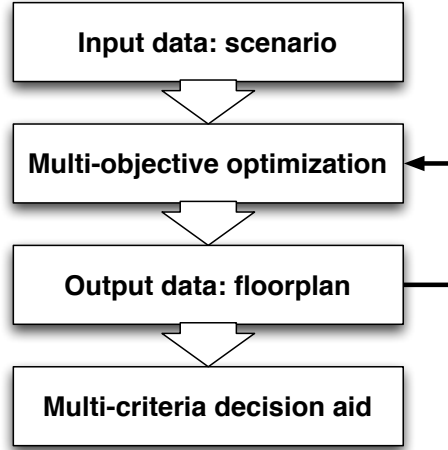 Input data: scenario
Multi-objective optimization
Output data: floorplan
Multi-criteria decision aid